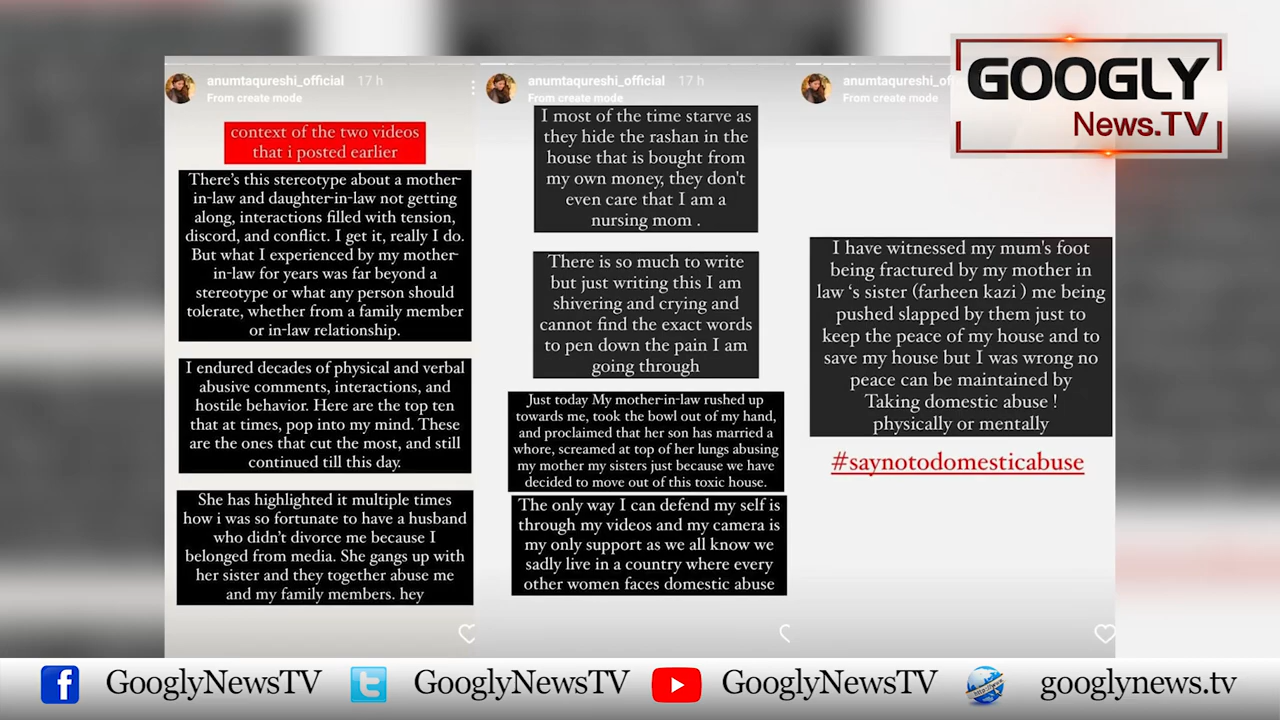 anumtaqureshi_official 17 h
From create mode
context of the two videos
that i posted earlier
There's this stereotype about a mother-
in-law and daughter-in-law not getting
along, interactions filled with tension,
discord, and conflict. I get it, really I do.
But what I experienced by my mother-
in-law for years was far beyond a
stereotype or what any person should
tolerate, whether from a family member
or in-law relationship.
I endured decades of physical and verbal
abusive comments, interactions, and
hostile behavior. Here are the top ten
that at times, pop into my mind. These
are the ones that cut the most, and still
continued till this day.
She has highlighted it multiple times
how i was so fortunate to have a husband
who didn't divorce me because I
belonged from media. She gangs up with
her sister and they together abuse me
and my family members. hey
anumtaqureshi_official 17 h
From create mode
I most of the time starve as
they hide the rashan in the
house that is bought from
my own money, they don't
even care that I am a
nursing mom .
There is so much to write
but just writing this I am
shivering and crying and
cannot find the exact words
to pen down the pain I am
going through
Just today My mother-in-law rushed up
towards me, took the bowl out of my hand,
and proclaimed that her son has married a
whore, screamed at top of her lungs abusing
my mother my sisters just because we have
decided to move out of this toxic house.
The only way I can defend my self is
through my videos and my camera is
my only support as we all know we
sadly live in a country where every
other women faces domestic abuse
anumtaqureshi_of
From create mode
I have witnessed my mum's foot
being fractured by my mother in
law 's sister (farheen kazi ) me being
pushed slapped by them just to
keep the peace of my house and to
save my house but I was wrong no
peace can be maintained by
Taking domestic abuse !
physically or mentally
#saynotodomesticabuse
GOOGLY
News.TV
GooglyNewsTV
GooglyNewsTV
GooglyNewsTV
googlynews.tv